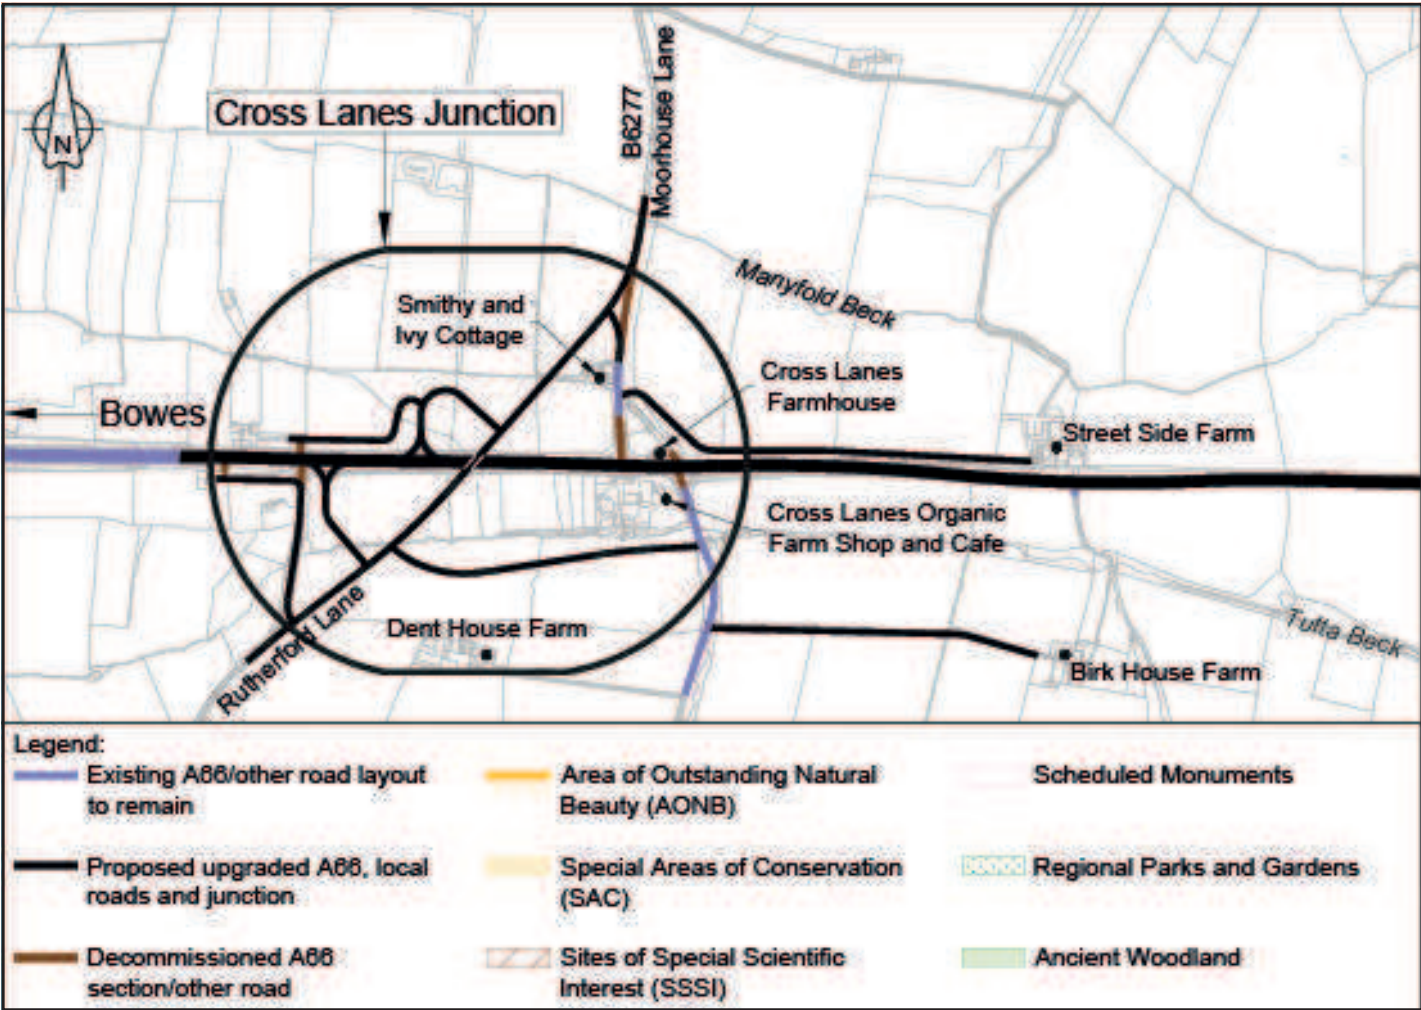 B6277
Moorhouse Lane
Cross Lanes Junction
N
Manyfold Beck
Smithy and
Ivy Cottage
Cross Lanes
Farmhouse
Bowes
Street Side Farm
Cross Lanes Organic
Farm Shop and Cafe
Rutherford Lane
Dent House Farm
Tutta Beck
Birk House Farm
Legend:
Existing A66/other road layout
to remain
Proposed upgraded A66, local
roads and junction
Decommissioned A66
section/other road
Area of Outstanding Natural
Beauty (AONB)
Special Areas of Conservation
(SAC)
Sites of Special Scientific
Interest (SSSI)
Scheduled Monuments
Regional Parks and Gardens
Ancient Woodland